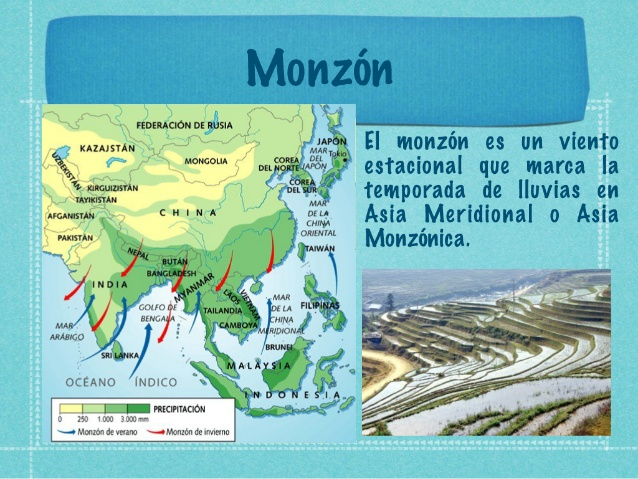 Monzón
El monzón es un viento
estacional que marca la
temporada de lluvias en
Asia Meridional o Asia
Monzónica.
FEDERACIÓN DE RUSIA
KAZAJSTÁN
MONGOLIA
UZBEKISTÁN
KIRGUIZISTÁN
TAYIKISTÁN
AFGANISTÁN
PAKISTÁN
CHINA
COREA
DEL NORTE
COREA
DEL SUR
JAPÓN
MAR
DEL
JAPÓN
Tokio
MAR
DE LA
CHINA
ORIENTAL
TAIWÁN
NEPAL
BUTÁN
BANGLADESH
INDIA
MYANMAR
LAOS
VIETNAM
TAILANDIA
CAMBOYA
GOLFO DE
BENGALA
MAR
ARÁBIGO
SRI LANKA
MAR
DE LA
CHINA
MERIDIONAL
FILIPINAS
BRUNEI
MALAYSIA
INDONESIA
OCÉANO ÍNDICO
PRECIPITACIÓN
0 250 1.000 3.000 mm
Monzón de verano
Monzón de invierno